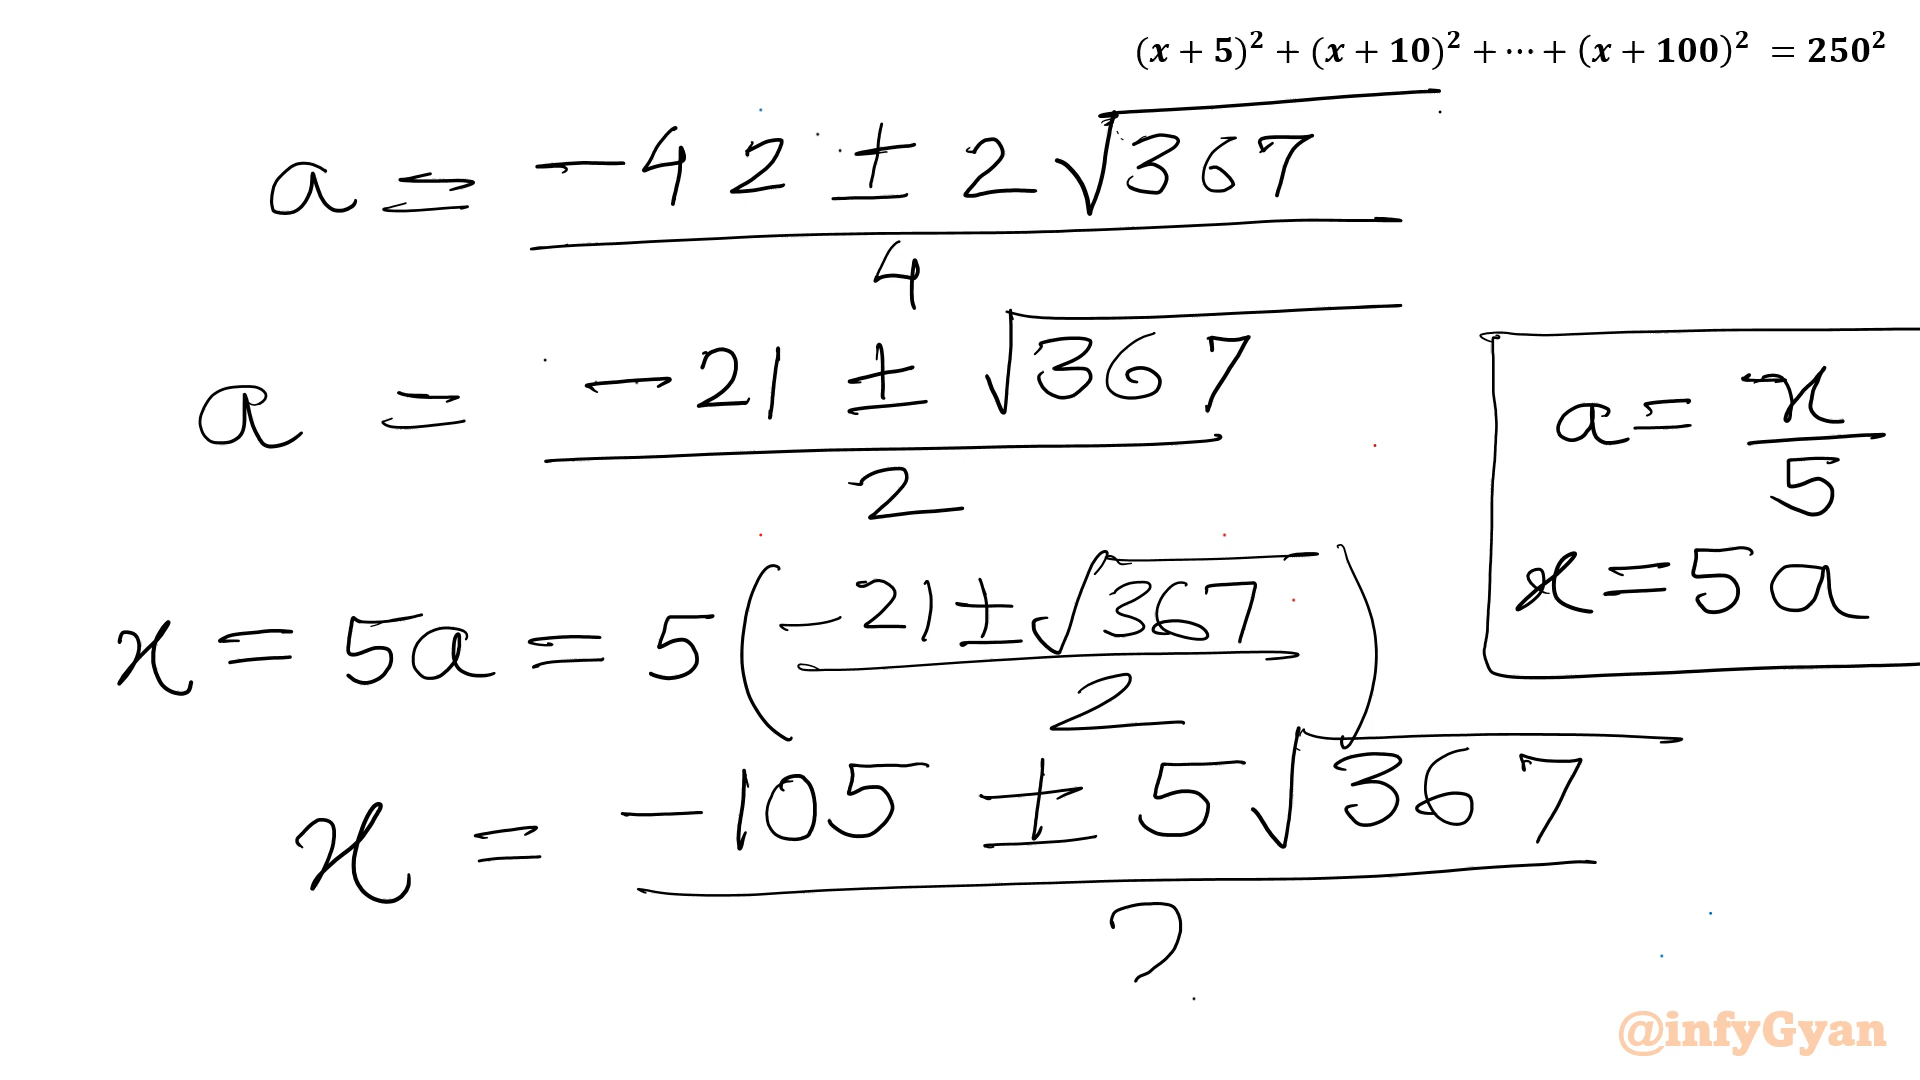 (x + 5)² + (x + 10)² + ⋯ + (x + 100)² = 250²
a = (-42 ± 2√367)/4
a = (-21 ± √367)/2
a = x/5
x = 5a
x = 5a = 5((-21 ± √367)/2)
x = (-105 ± 5√367)/2
@infyGyan